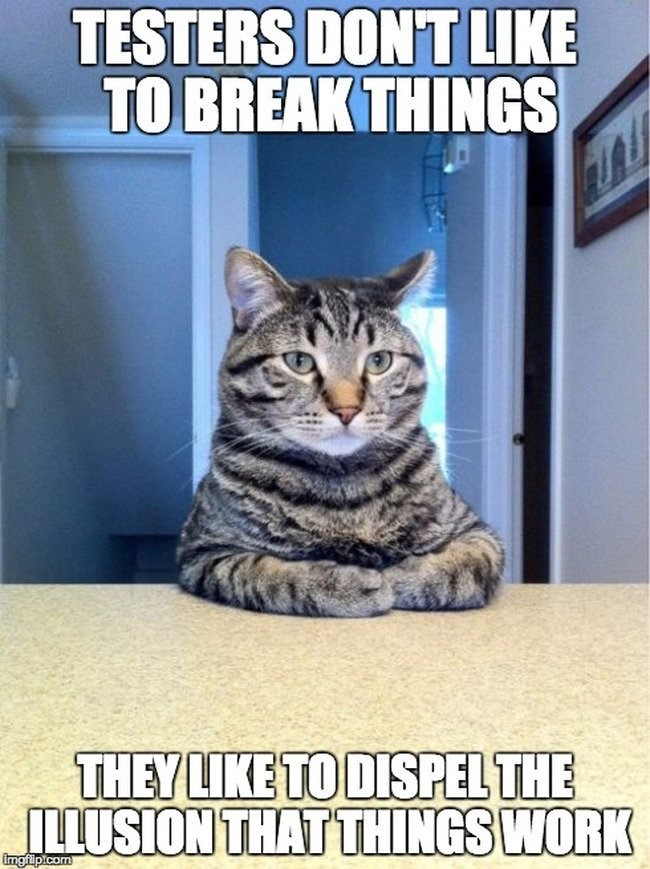 TESTERS DON'T LIKE
TO BREAK THINGS
THEY LIKE TO DISPEL THE
ILLUSION THAT THINGS WORK
imgflip.com